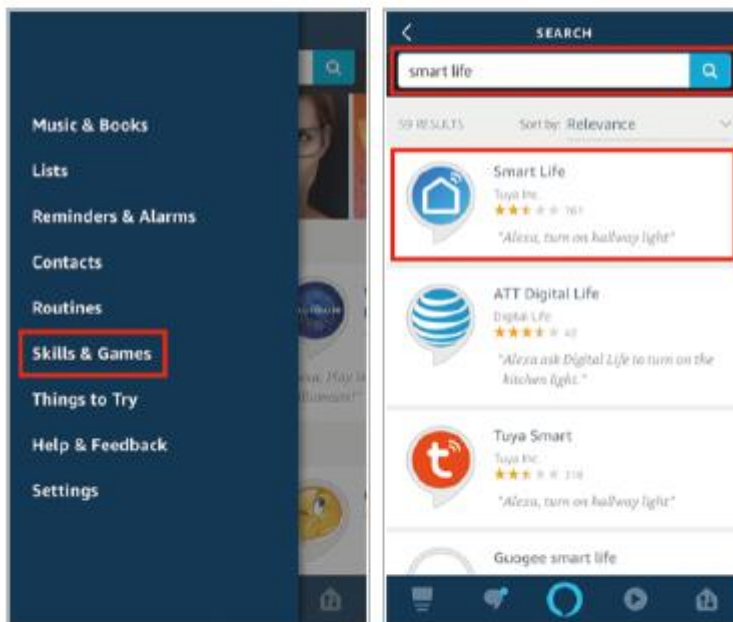 Music & Books
Lists
Reminders & Alarms
Contacts
Routines
Skills & Games
Things to Try
Help & Feedback
Settings
SEARCH
smart life
59 RESULTS
Sort by: Relevance
Smart Life
Tuya Inc.
161
"Alexa, turn on hallway light"
ATT Digital Life
Digital Life
"Alexa ask Digital Life to turn on the
kitchen light."
Tuya Smart
Tuya Inc.
"Alexa, turn on hallway light"
Guogee smart life